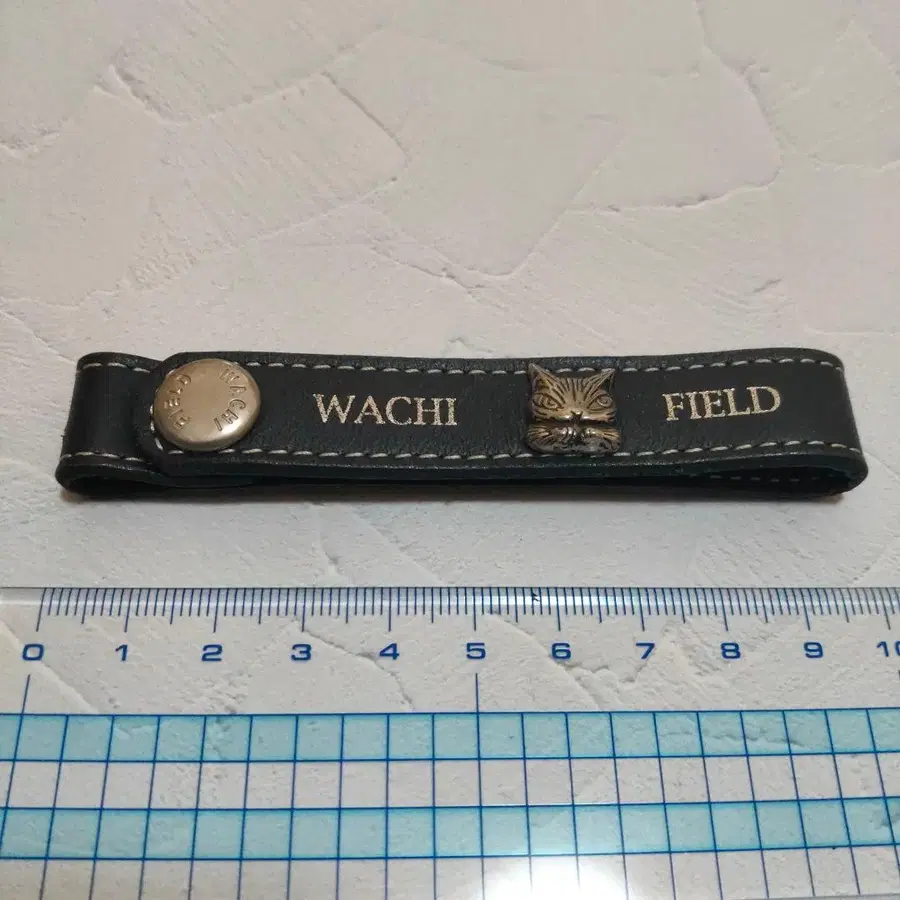 WACHI FIELD
WACHI
FIELD
0 1 2 3 4 5 6 7 8 9 10